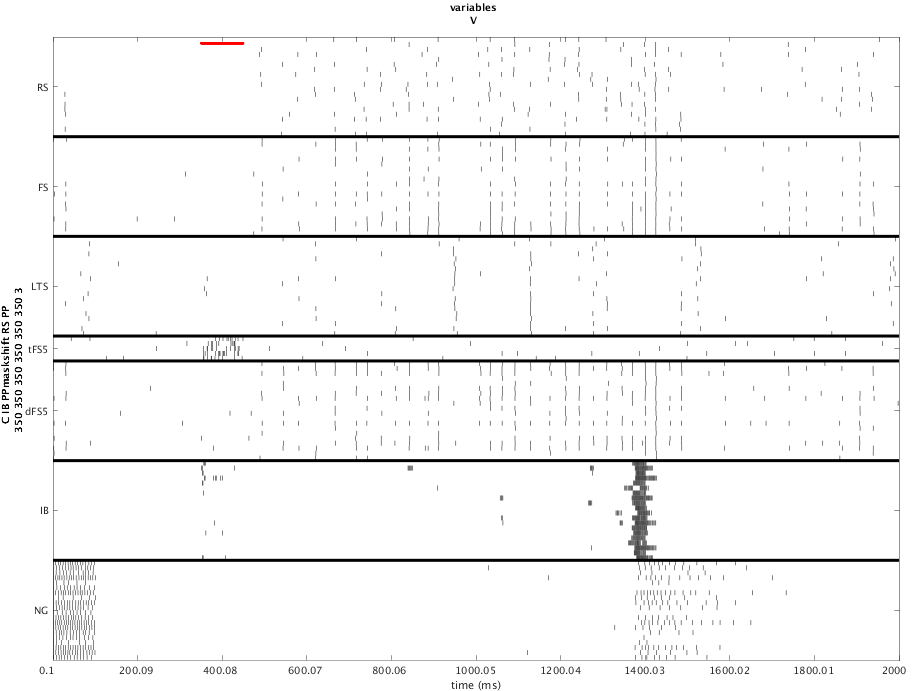 variables
V
RS
FS
LTS
tFS5
dFS5
IB
NG
C IB PPmaskshift RS PP
350 350 350 350 350 350 3
0.1 200.09 400.08 600.07 800.06 1000.05 1200.04 1400.03 1600.02 1800.01 2000
time (ms)